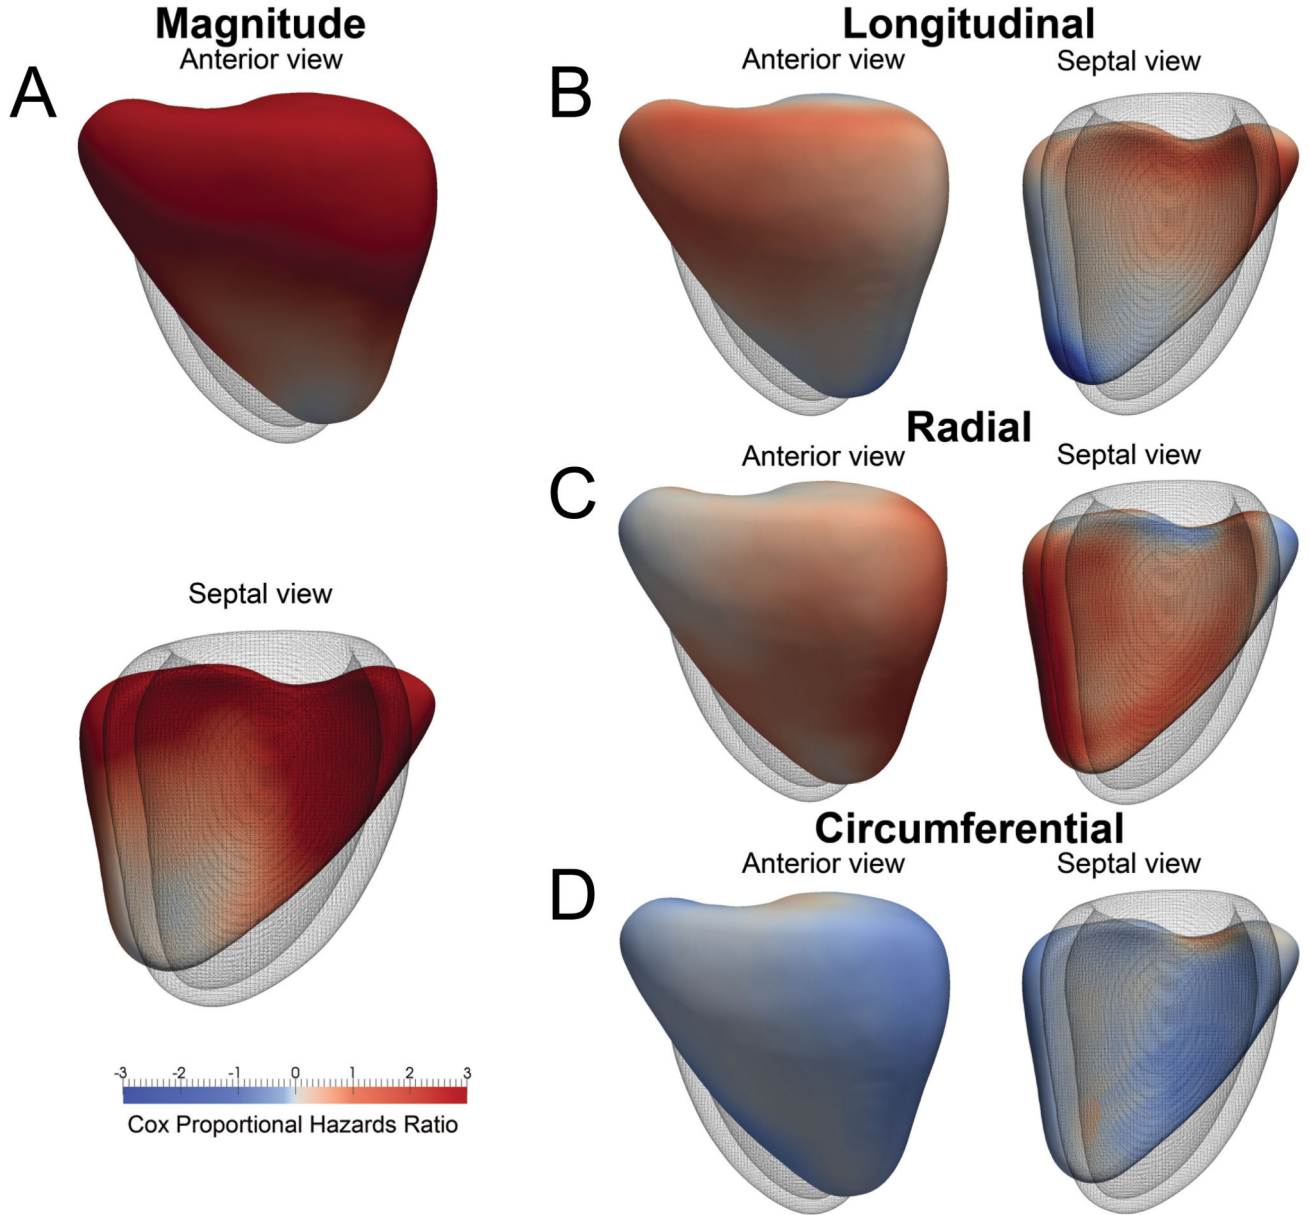 Magnitude
Anterior view
A
Septal view
-3 -2 -1 0 1 2 3
Cox Proportional Hazards Ratio
Longitudinal
Anterior view Septal view
B
Radial
Anterior view Septal view
C
Circumferential
Anterior view Septal view
D